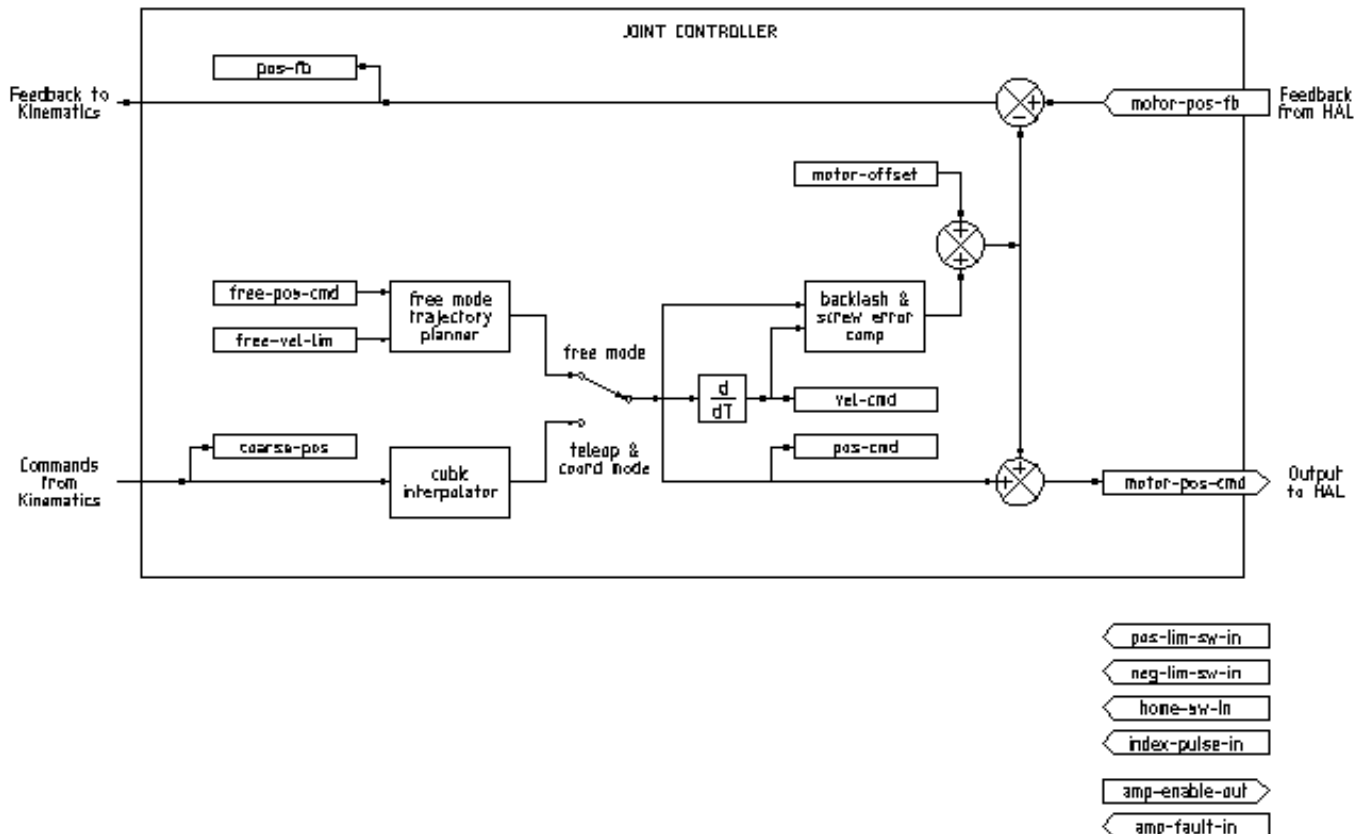 JOINT CONTROLLER
pos-fb
Feedback to
Kinematics
motor-pos-fb
Feedback
from HAL
motor-offset
free-pos-cmd
free-vel-lim
free mode
trajectory
planner
backlash &
screw error
comp
free mode
d
dT
vel-cmd
coarse-pos
teleop &
coord mode
pos-cmd
Commands
from
Kinematics
cubic
interpolator
motor-pos-cmd
Output
to HAL
pos-lim-sw-in
neg-lim-sw-in
home-sw-in
index-pulse-in
amp-enable-out
amp-fault-in